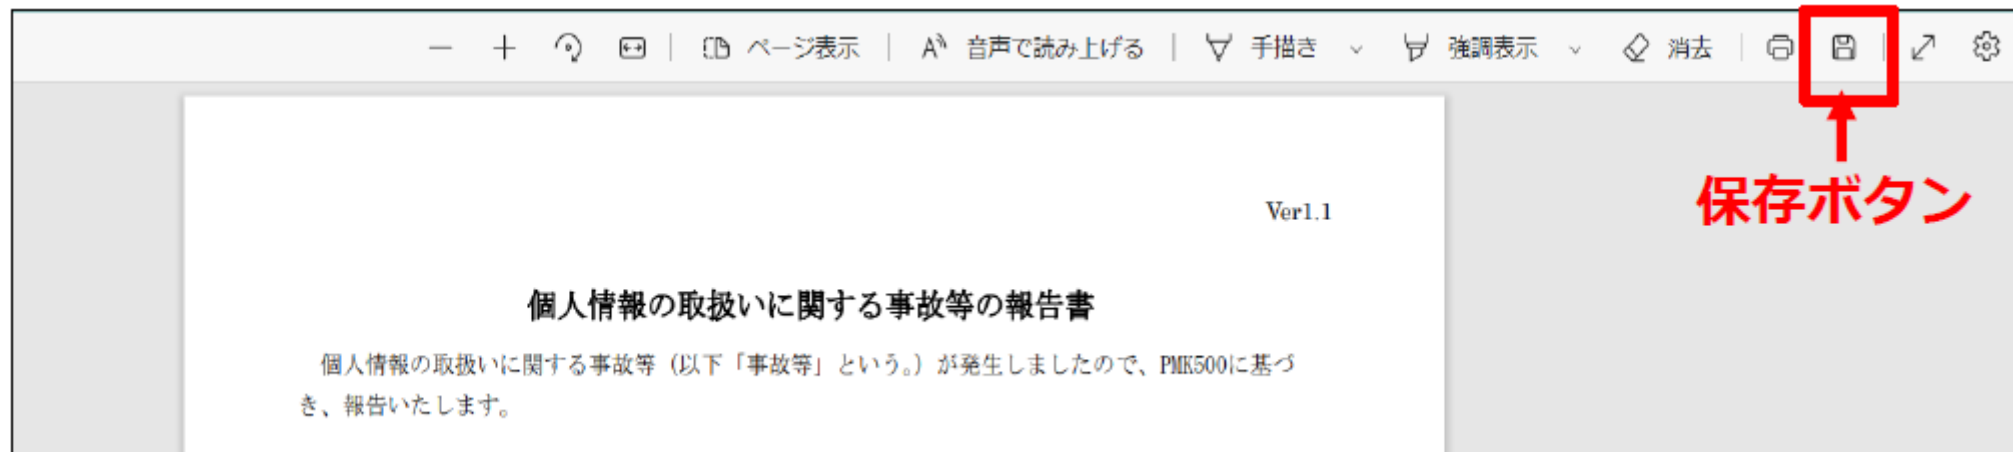 ページ表示 音声で読み上げる 手描き 強調表示 消去
保存ボタン
Ver1.1
個人情報の取扱いに関する事故等の報告書
個人情報の取扱いに関する事故等（以下「事故等」という。）が発生しましたので、PMK500に基づ
き、報告いたします。